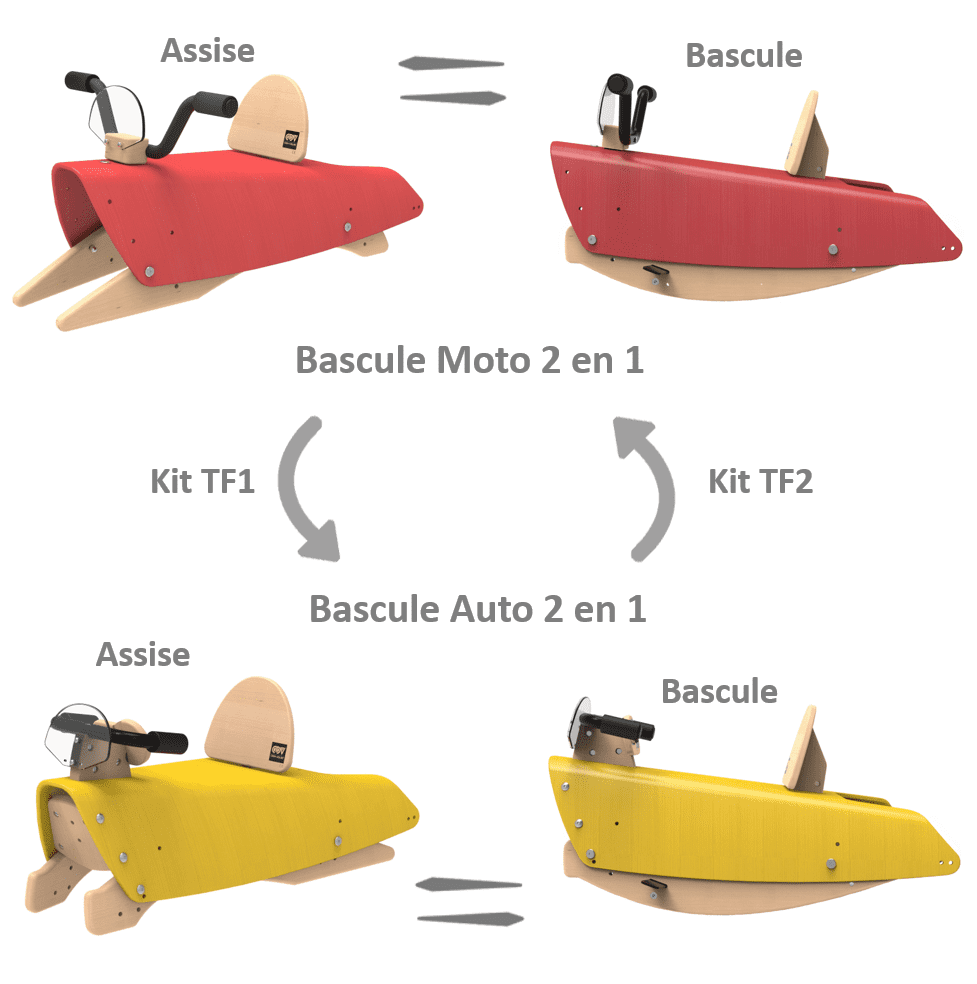 Assise
Bascule
Bascule Moto 2 en 1
Kit TF1
Kit TF2
Bascule Auto 2 en 1
Assise
Bascule